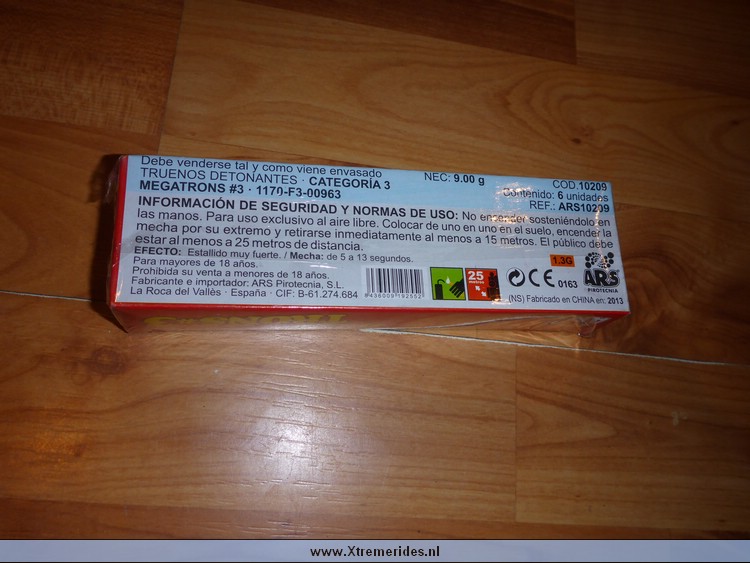 Debe venderse tal y como viene envasado
TRUENOS DETONANTES · CATEGORÍA 3
MEGATRONS #3 · 1170-F3-00963
NEC: 9.00 g
COD.10209
Contenido: 6 unidades
REF.: ARS10209
INFORMACIÓN DE SEGURIDAD Y NORMAS DE USO: No encender sosteniéndolo en
las manos. Para uso exclusivo al aire libre. Colocar de uno en uno en el suelo, encender la
mecha por su extremo y retirarse inmediatamente al menos a 15 metros. El público debe
estar al menos a 25 metros de distancia.
EFECTO: Estallido muy fuerte. / Mecha: de 5 a 13 segundos.
Para mayores de 18 años.
Prohibida su venta a menores de 18 años.
Fabricante e importador: ARS Pirotecnia, S.L.
La Roca del Vallès · España · CIF: B-61.274.684
8436009192552
25
metros
CE 0163
1.3G
ARS
PIROTECNIA
(NS) Fabricado en CHINA en: 2013
www.Xtremerides.nl